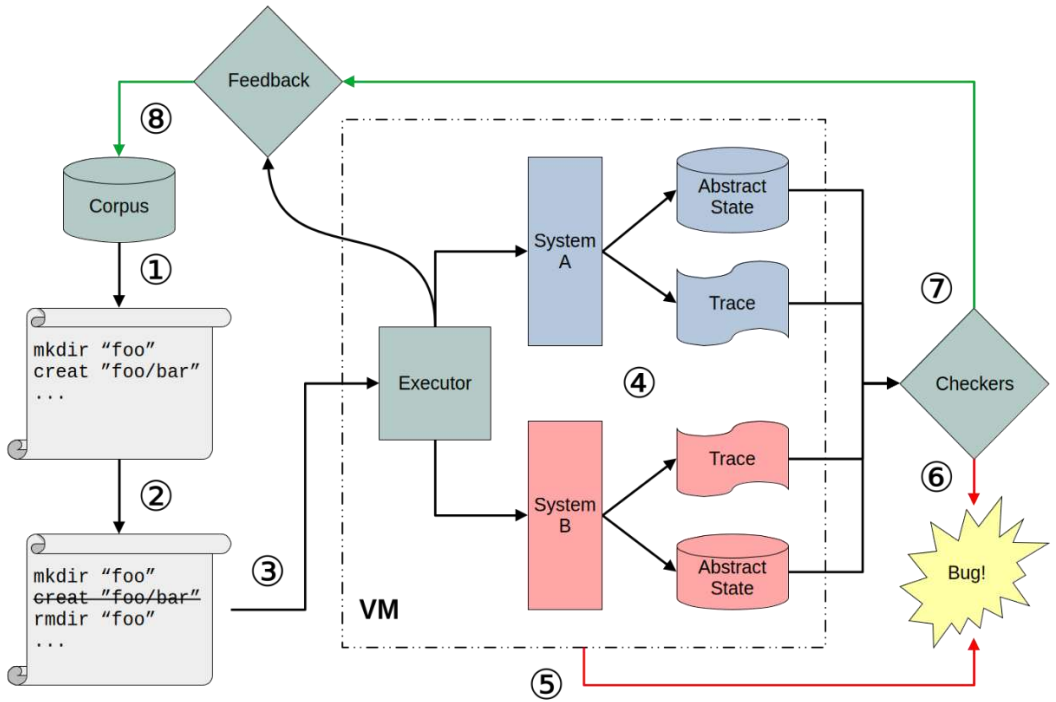 Feedback
⑧
Corpus
①
mkdir “foo”
creat ”foo/bar”
...
②
mkdir “foo”
creat ”foo/bar”
rmdir “foo”
...
③
VM
Executor
System
A
Abstract
State
Trace
④
System
B
Trace
Abstract
State
⑤
⑦
Checkers
⑥
Bug!